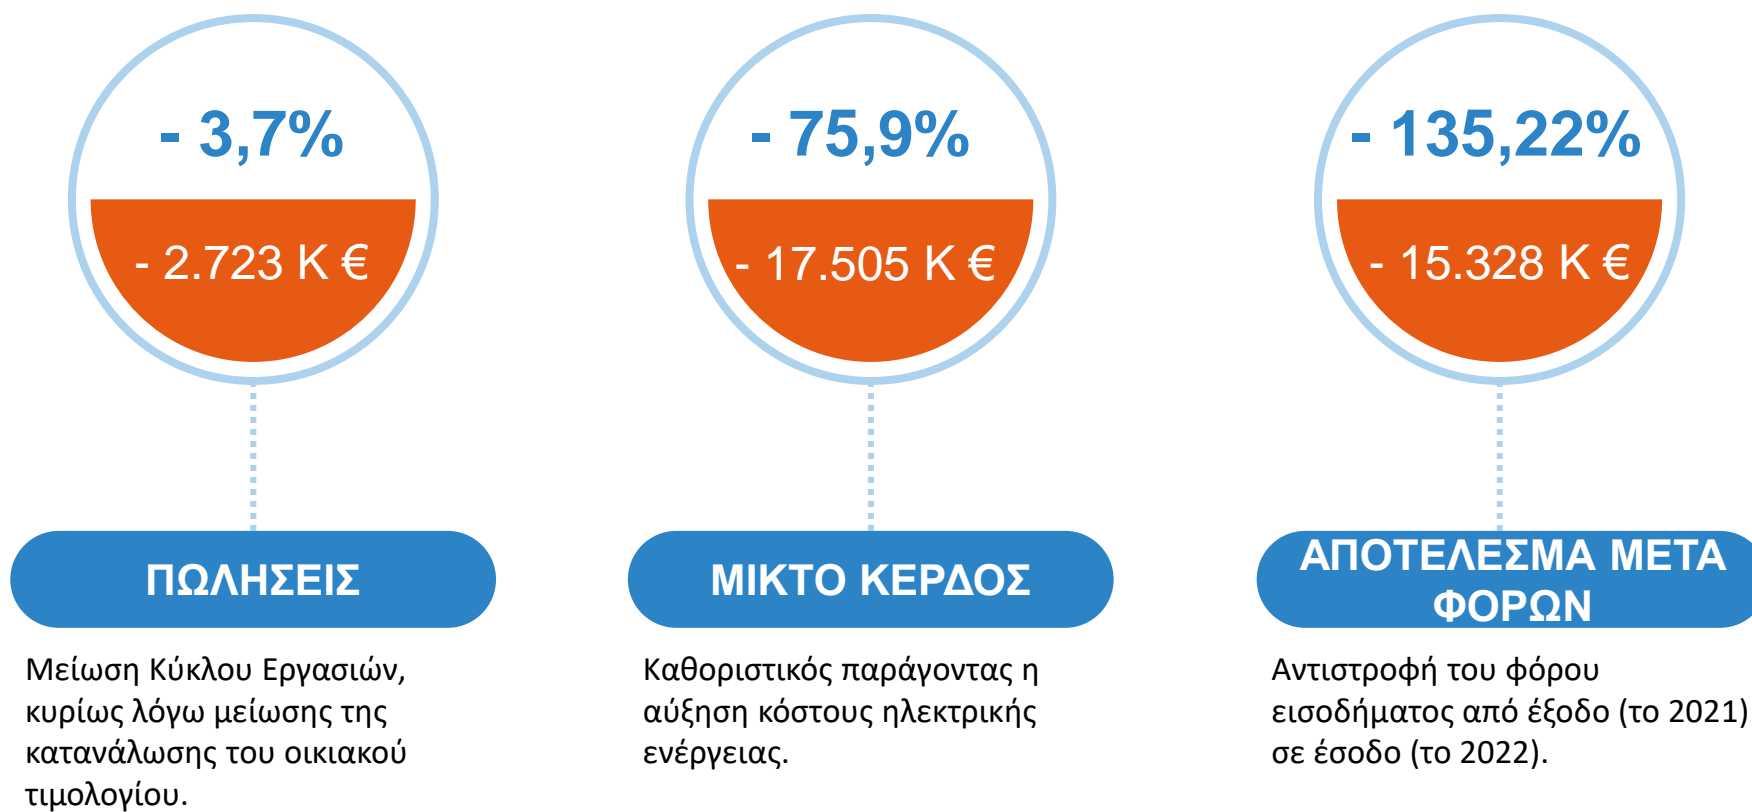 - 3,7%
- 2.723 K €
ΠΩΛΗΣΕΙΣ
Μείωση Κύκλου Εργασιών,
κυρίως λόγω μείωσης της
κατανάλωσης του οικιακού
τιμολογίου.
- 75,9%
- 17.505 K €
ΜΙΚΤΟ ΚΕΡΔΟΣ
Καθοριστικός παράγοντας η
αύξηση κόστους ηλεκτρικής
ενέργειας.
- 135,22%
- 15.328 K €
ΑΠΟΤΕΛΕΣΜΑ ΜΕΤΑ
ΦΟΡΩΝ
Αντιστροφή του φόρου
εισοδήματος από έξοδο (το 2021)
σε έσοδο (το 2022).